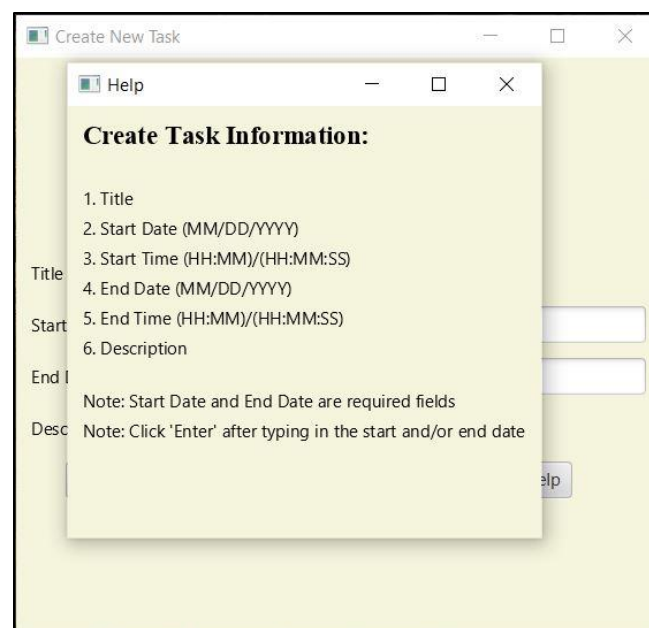 Create New Task
Help
Create Task Information:
1. Title
2. Start Date (MM/DD/YYYY)
3. Start Time (HH:MM)/(HH:MM:SS)
4. End Date (MM/DD/YYYY)
5. End Time (HH:MM)/(HH:MM:SS)
6. Description
Note: Start Date and End Date are required fields
Note: Click 'Enter' after typing in the start and/or end date
Title
Start
End